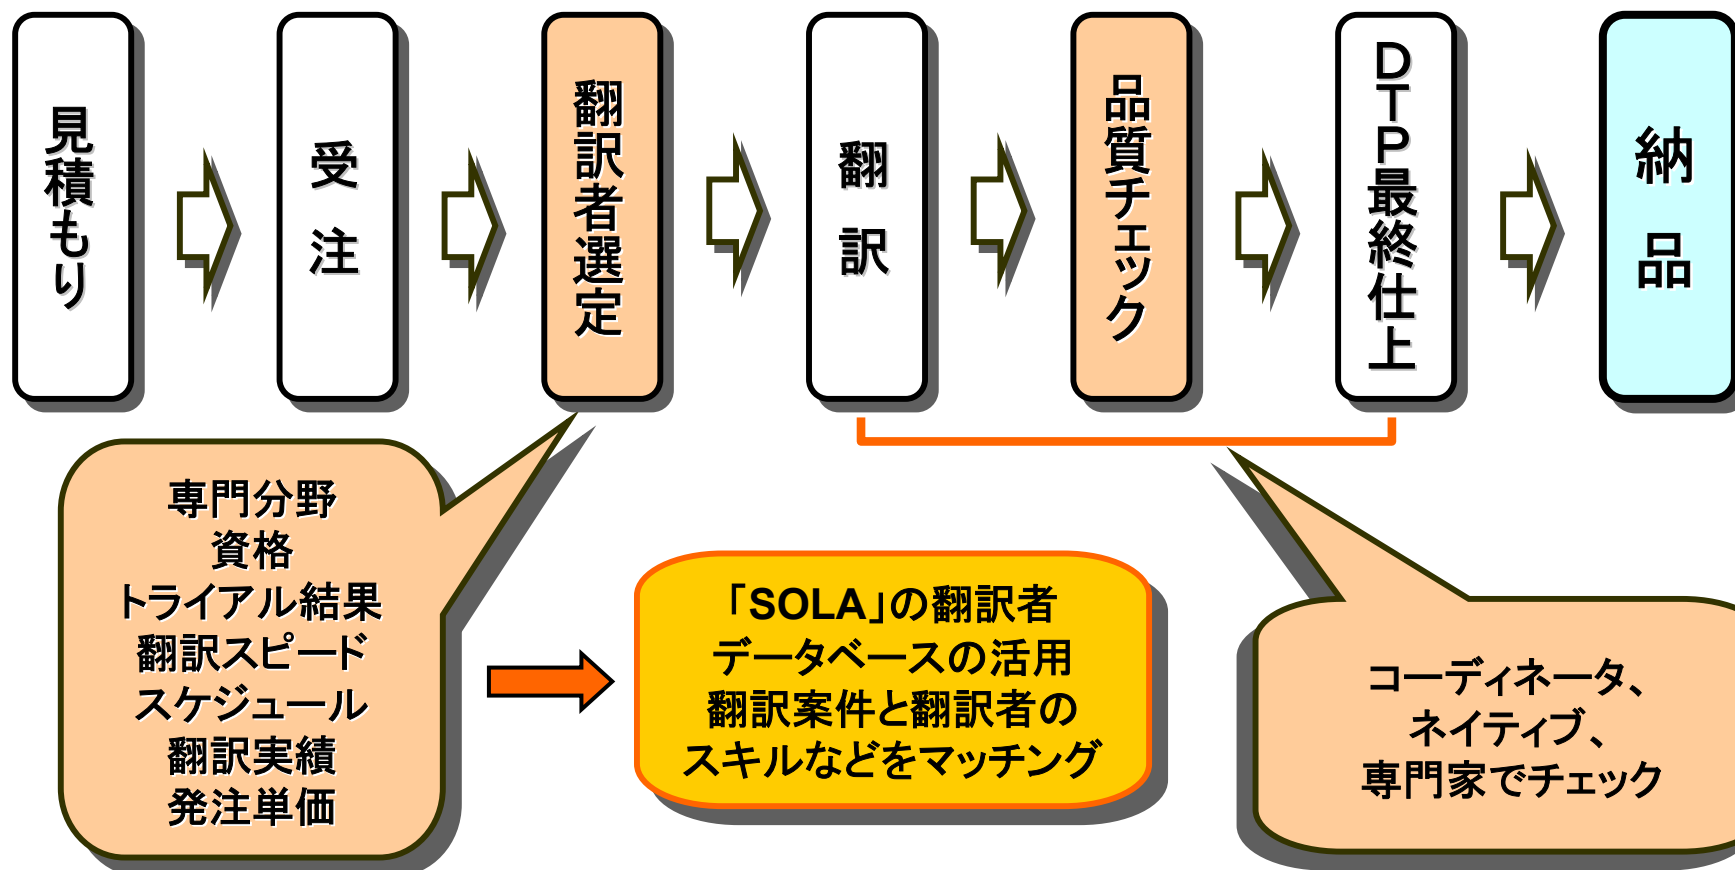 見積もり
受注
翻訳者選定
翻訳
品質チェック
DTP最終仕上
納品
専門分野
資格
トライアル結果
翻訳スピード
スケジュール
翻訳実績
発注単価
「SOLA」の翻訳者
データベースの活用
翻訳案件と翻訳者の
スキルなどをマッチング
コーディネータ、
ネイティブ、
専門家でチェック